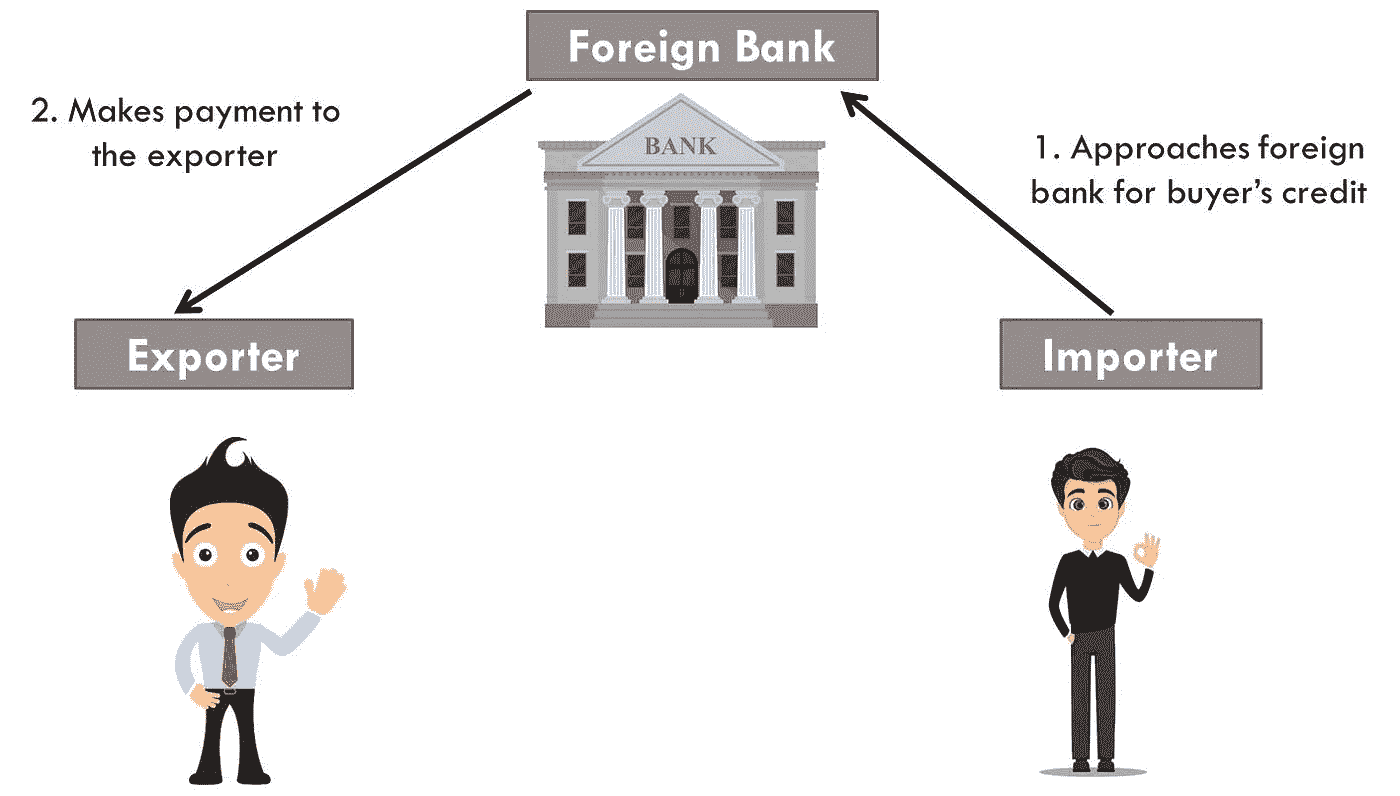 Foreign Bank
2. Makes payment to
the exporter
BANK
1. Approaches foreign
bank for buyer’s credit
Exporter
Importer